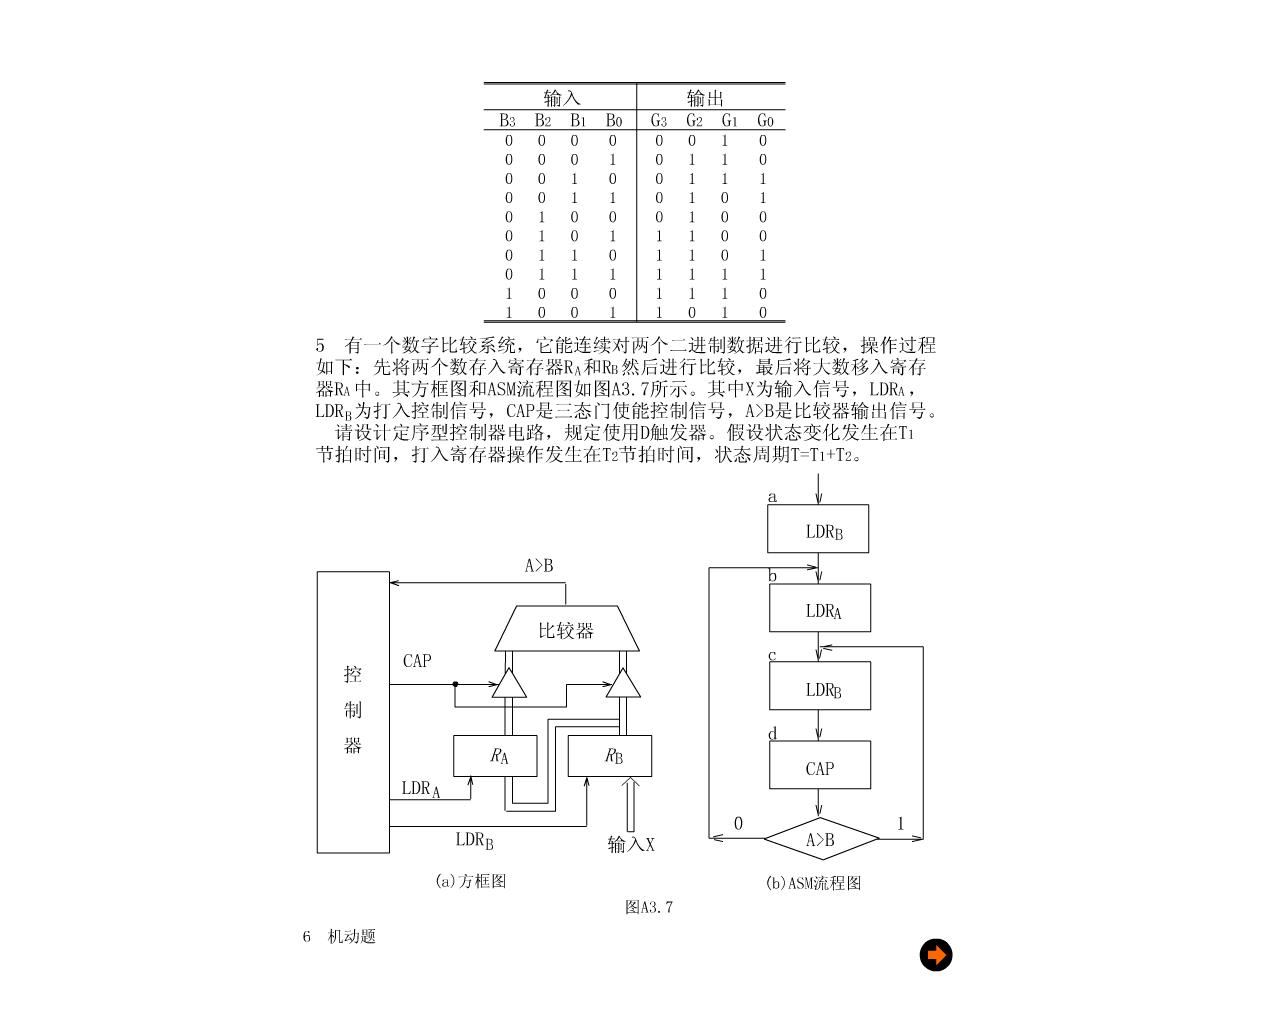 输入 输出
B3 B2 B1 B0 G3 G2 G1 G0
0 0 0 0 0 0 1 0
0 0 0 1 0 1 1 0
0 0 1 0 0 1 1 1
0 0 1 1 0 1 0 1
0 1 0 0 0 1 0 0
0 1 0 1 1 1 0 0
0 1 1 0 1 1 0 1
0 1 1 1 1 1 1 1
1 0 0 0 1 1 1 0
1 0 0 1 1 0 1 0
5 有一个数字比较系统，它能连续对两个二进制数据进行比较，操作过程
如下：先将两个数存入寄存器RA和RB然后进行比较，最后将大数移入寄存
器RA中。其方框图和ASM流程图如图A3.7所示。其中X为输入信号，LDRA，
LDRB为打入控制信号，CAP是三态门使能控制信号，A>B是比较器输出信号。
请设计定序型控制器电路，规定使用D触发器。假设状态变化发生在T1
节拍时间，打入寄存器操作发生在T2节拍时间，状态周期T=T1+T2。
A>B
比较器
CAP
控
制
器
RA
RB
LDRA
LDRB
输入X
(a)方框图
a
LDRB
b
LDRA
c
LDRB
d
CAP
0
A>B
1
(b)ASM流程图
图A3.7
6 机动题